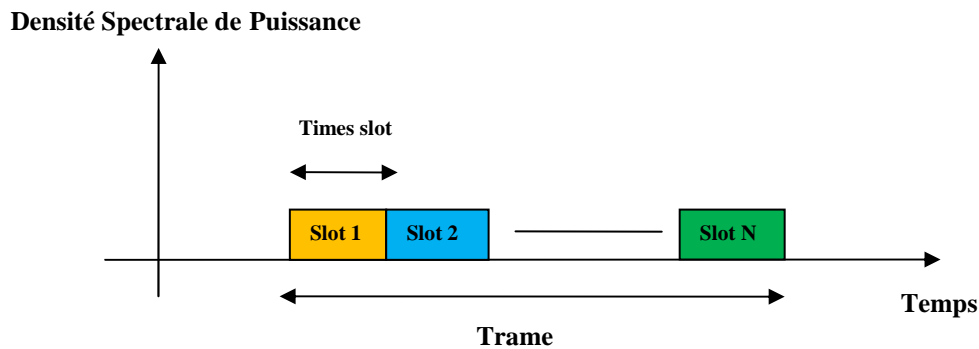 Densité Spectrale de Puissance
Times slot
Slot 1
Slot 2
Slot N
Temps
Trame